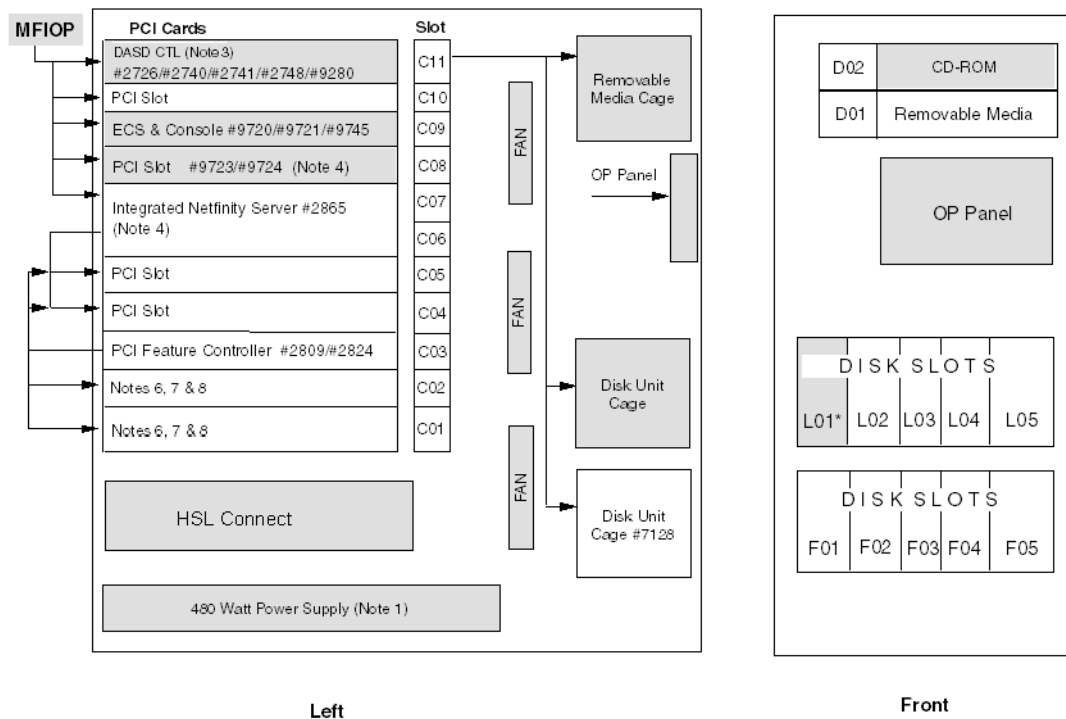 MFIOP
PCI Cards
Slot
DASD CTL (Note 3)
#2726/#2740/#2741/#2748/#9280
C11
PCI Slot
C10
ECS & Console #9720/#9721/#9745
C09
PCI Slot #9723/#9724 (Note 4)
C08
Integrated Netfinity Server #2865
(Note 4)
C07
C06
PCI Slot
C05
PCI Slot
C04
PCI Feature Controller #2809/#2824
C03
Notes 6, 7 & 8
C02
Notes 6, 7 & 8
C01
HSL Connect
480 Watt Power Supply (Note 1)
FAN
FAN
FAN
Removable
Media Cage
OP Panel
Disk Unit
Cage
Disk Unit
Cage #7128
Left
D02 CD-ROM
D01 Removable Media
OP Panel
DISK SLOTS
L01* L02 L03 L04 L05
DISK SLOTS
F01 F02 F03 F04 F05
Front